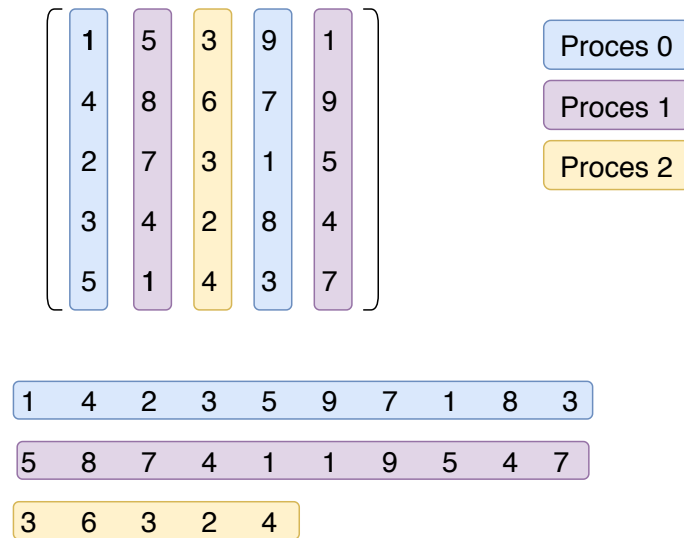 1 5 3 9 1
Proces 0
4 8 6 7 9
Proces 1
2 7 3 1 5
Proces 2
3 4 2 8 4
5 1 4 3 7
1 4 2 3 5 9 7 1 8 3
5 8 7 4 1 1 9 5 4 7
3 6 3 2 4